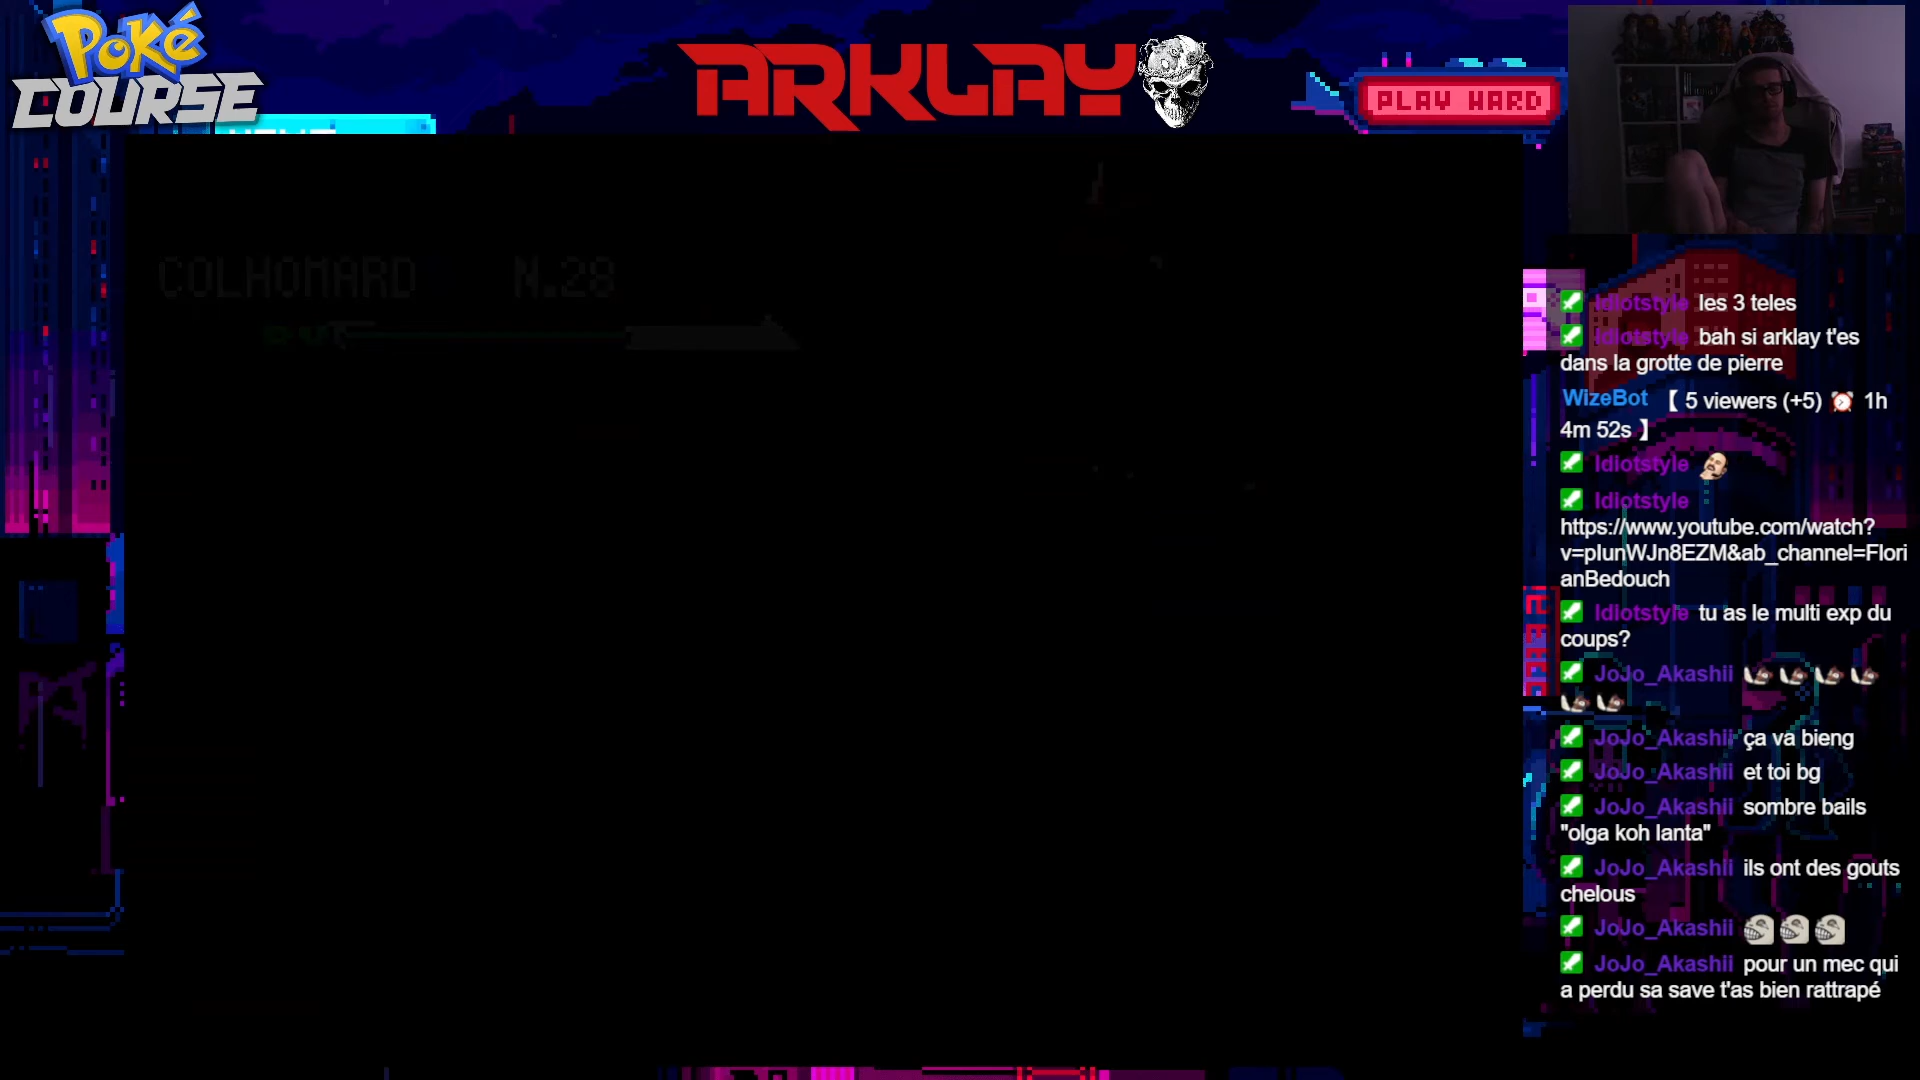 Poké
COURSE
ARKLAY
PLAY HARD
COLHOMARD N.28
Idiotstyle les 3 teles
Idiotstyle bah si arklay t'es
dans la grotte de pierre
WizeBot 【 5 viewers (+5) ⏰ 1h
4m 52s 】
Idiotstyle
Idiotstyle
https://www.youtube.com/watch?
v=pIunWJn8EZM&ab_channel=Flori
anBedouch
Idiotstyle tu as le multi exp du
coups?
JoJo_Akashii
JoJo_Akashii ça va bieng
JoJo_Akashii et toi bg
JoJo_Akashii sombre bails
"olga koh lanta"
JoJo_Akashii ils ont des gouts
chelous
JoJo_Akashii
JoJo_Akashii pour un mec qui
a perdu sa save t'as bien rattrapé